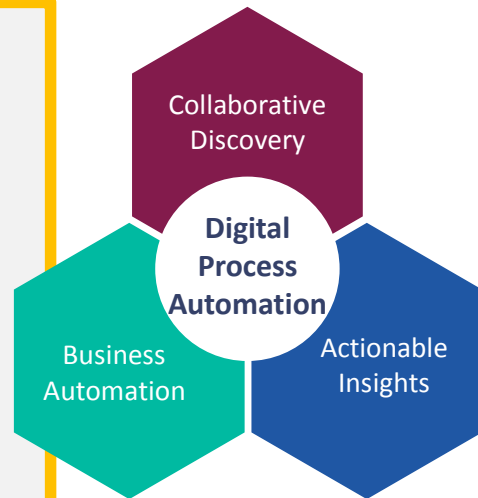 Collaborative
Discovery
Digital
Process
Automation
Business
Automation
Actionable
Insights